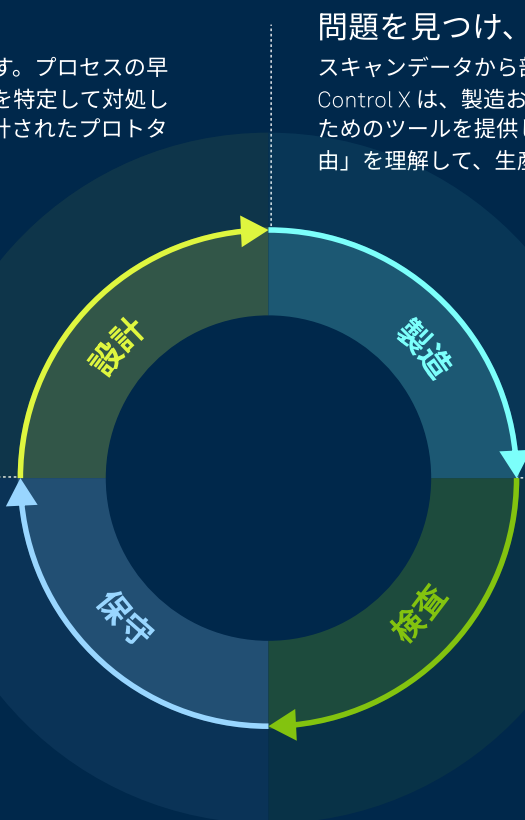 す。プロセスの早
を特定して対処し
計されたプロトタ
問題を見つけ、
スキャンデータから部
Control X は、製造お
ためのツールを提供し
由」を理解して、生産
設計
製造
保守
検査